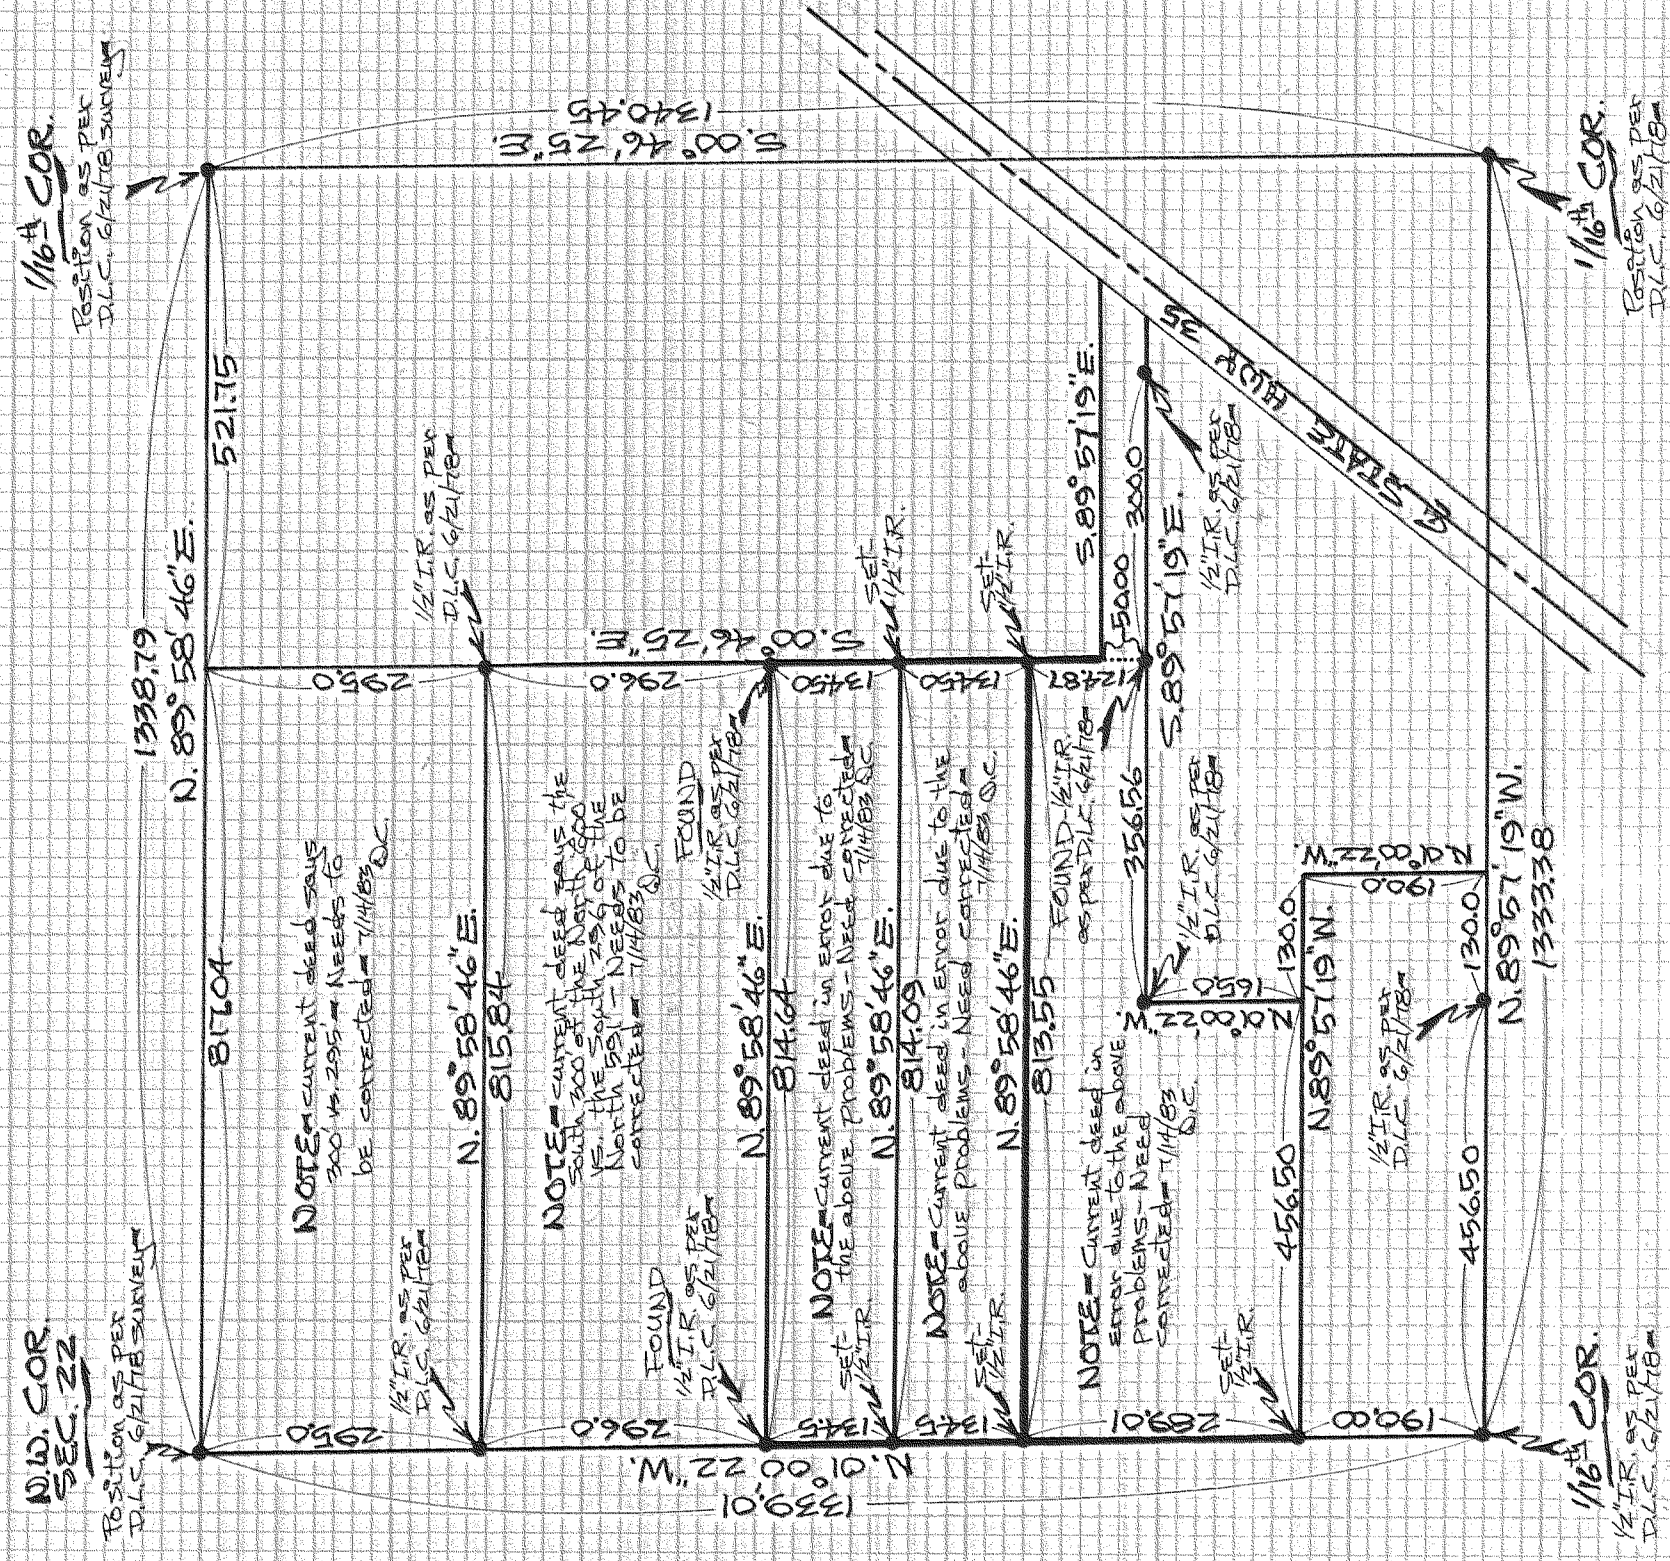 N.W. COR.
SEC. 22
Position as per
D.L.C. 6/21/78 survey
1/16th COR.
Position as per
D.L.C. 6/21/78 survey
1338.79
N. 89° 58' 46" E.
817.04
521.75
1340.45
S. 00° 46' 25" E.
295.0
295.0
NOTE= current deed says
300' vs. 295'= Needs to
be corrected= 7/14/83 D.C.
1/2" I.R. as per
D.L.C. 6/21/78=
1/2" I.R. as per
D.L.C. 6/21/78=
N. 89° 58' 46" E.
815.84
NOTE= current deed says the
South 300' of the North 600'
vs. the South 296' of the
North 591' – Needs to be
corrected= 7/14/83 D.C.
296.0
296.0
S. 00° 46' 25" E.
FOUND
1/2" I.R. as per
D.L.C. 6/21/78=
FOUND
1/2" I.R. as per
D.L.C. 6/21/78=
N. 89° 58' 46" E.
814.64
NOTE= Current deed in error due to
the above problems – Need corrected=
7/14/83 D.C.
134.5
134.50
Set-
1/2" I.R.
Set-
1/2" I.R.
N. 89° 58' 46" E.
814.09
NOTE= Current deed in error due to the
above problems – Need corrected=
7/14/83 D.C.
134.5
134.50
Set-
1/2" I.R.
Set-
1/2" I.R.
N. 89° 58' 46" E.
813.55
NOTE= Current deed in
error due to the above
problems – Need
corrected= 7/14/83
D.C.
FOUND-1/2" I.R.
as per D.L.C. 6/21/78=
124.87
50.00
S. 89° 57' 19" E.
300.0
356.56
S. 89° 57' 19" E.
1/2" I.R. as per
D.L.C. 6/21/78=
1/2" I.R. as per
D.L.C. 6/21/78=
STATE HWY 35
N. 01° 00' 22" W.
1339.01
289.01
Set-
1/2" I.R.
165.0
N. 01° 00' 22" W.
456.50
130.0
N. 89° 57' 19" W.
190.0
N. 01° 00' 22" W.
190.00
1/2" I.R. as per
D.L.C. 6/21/78=
456.50
130.0
N. 89° 57' 19" W.
1333.38
1/16th COR.
1/2" I.R. as per
D.L.C. 6/21/78=
1/16th COR.
Position as per
D.L.C. 6/21/78